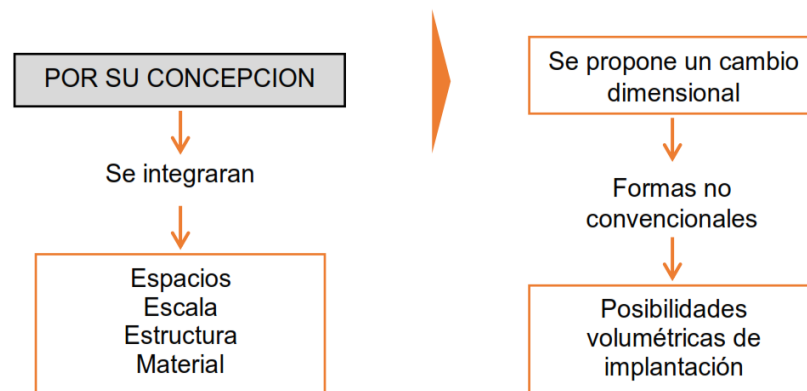 POR SU CONCEPCION
Se integraran
Espacios
Escala
Estructura
Material
Se propone un cambio
dimensional
Formas no
convencionales
Posibilidades
volumétricas de
implantación